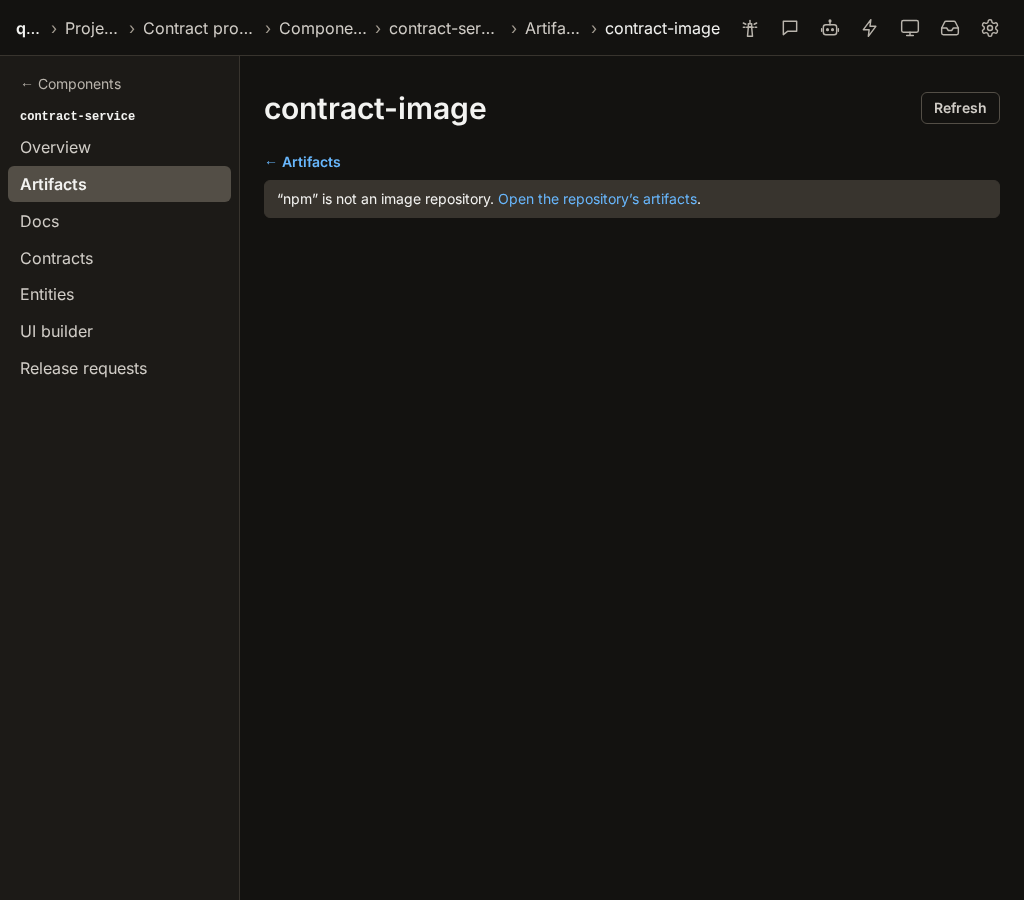 q... › Proje... › Contract pro... › Compone... › contract-ser... › Artifa... › contract-image
← Components
contract-service
Overview
Artifacts
Docs
Contracts
Entities
UI builder
Release requests
contract-image
Refresh
← Artifacts
“npm” is not an image repository. Open the repository’s artifacts.